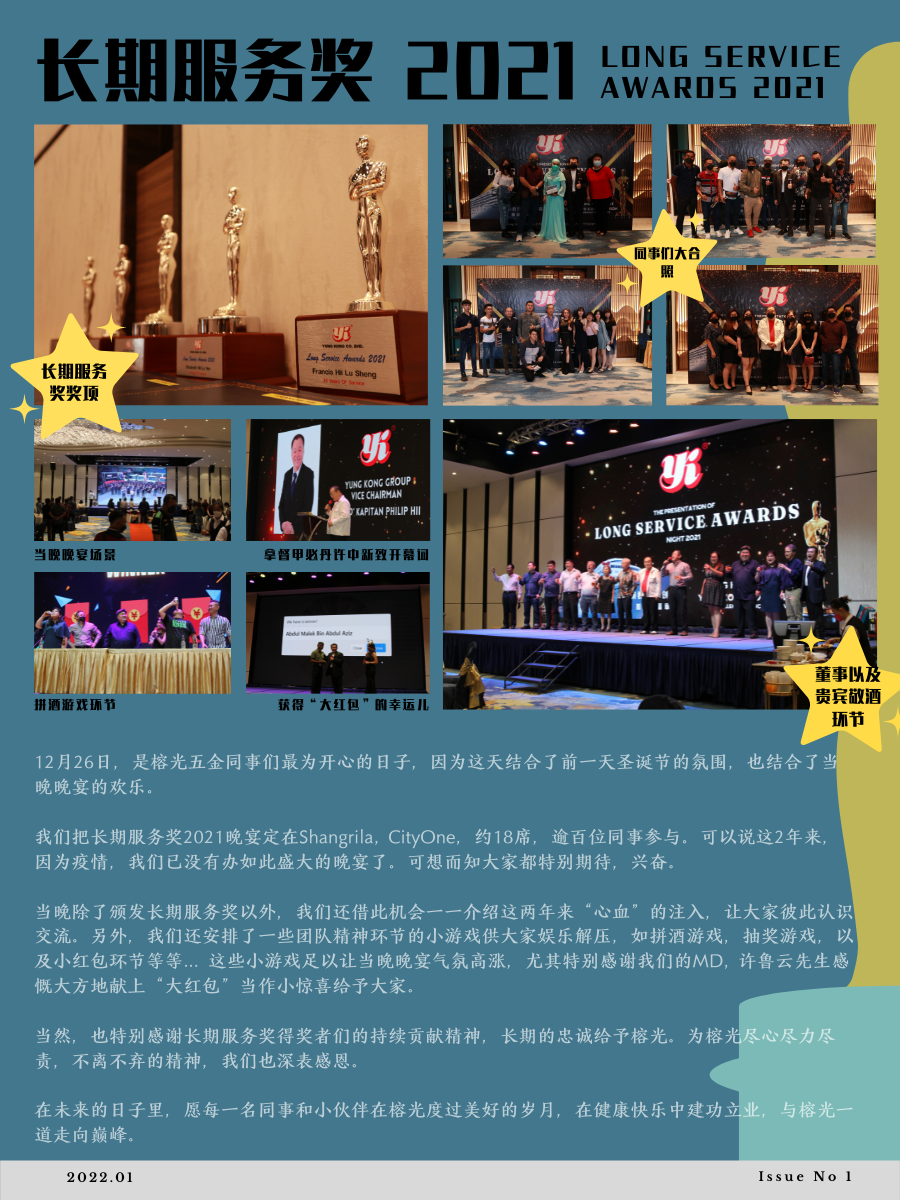 长期服务奖 2021
LONG SERVICE
AWARDS 2021
Yi
YUNG KONG CO. BHD.
Long Service Awards 2021
Francis Hii Lu Sheng
长期服务
奖奖项
同事们大合
照
YUNG KONG GROUP
VICE CHAIRMAN
KAPITAN PHILIP HII
THE PRESENTATION OF
LONG SERVICE AWARDS
NIGHT 2021
当晚晚宴场景
拿督甲必丹许中新致开幕词
Abdul Malek Bin Abdul Aziz
拼酒游戏环节
获得“大红包”的幸运儿
董事以及
贵宾敬酒
环节
12月26日，是榕光五金同事们最为开心的日子，因为这天结合了前一天圣诞节的氛围，也结合了当
晚晚宴的欢乐。
我们把长期服务奖2021晚宴定在Shangrila, CityOne，约18席，逾百位同事参与。可以说这2年来，
因为疫情，我们已没有办如此盛大的晚宴了。可想而知大家都特别期待，兴奋。
当晚除了颁发长期服务奖以外，我们还借此机会一一介绍这两年来“心血”的注入，让大家彼此认识
交流。另外，我们还安排了一些团队精神环节的小游戏供大家娱乐解压，如拼酒游戏，抽奖游戏，以
及小红包环节等等... 这些小游戏足以让当晚晚宴气氛高涨，尤其特别感谢我们的MD，许鲁云先生感
慨大方地献上“大红包”当作小惊喜给予大家。
当然，也特别感谢长期服务奖得奖者们的持续贡献精神，长期的忠诚给予榕光。为榕光尽心尽力尽
责，不离不弃的精神，我们也深表感恩。
在未来的日子里，愿每一名同事和小伙伴在榕光度过美好的岁月，在健康快乐中建功立业，与榕光一
道走向巅峰。
2022.01
Issue No 1